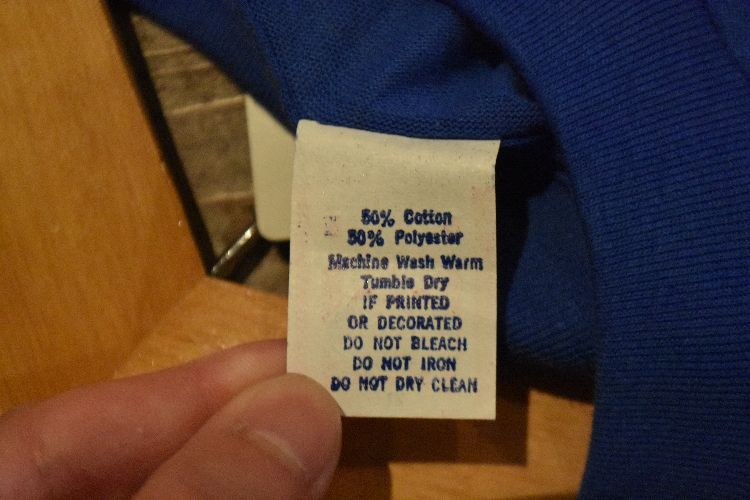 50% Cotton
50% Polyester
Machine Wash Warm
Tumble Dry
IF PRINTED
OR DECORATED
DO NOT BLEACH
DO NOT IRON
DO NOT DRY CLEAN